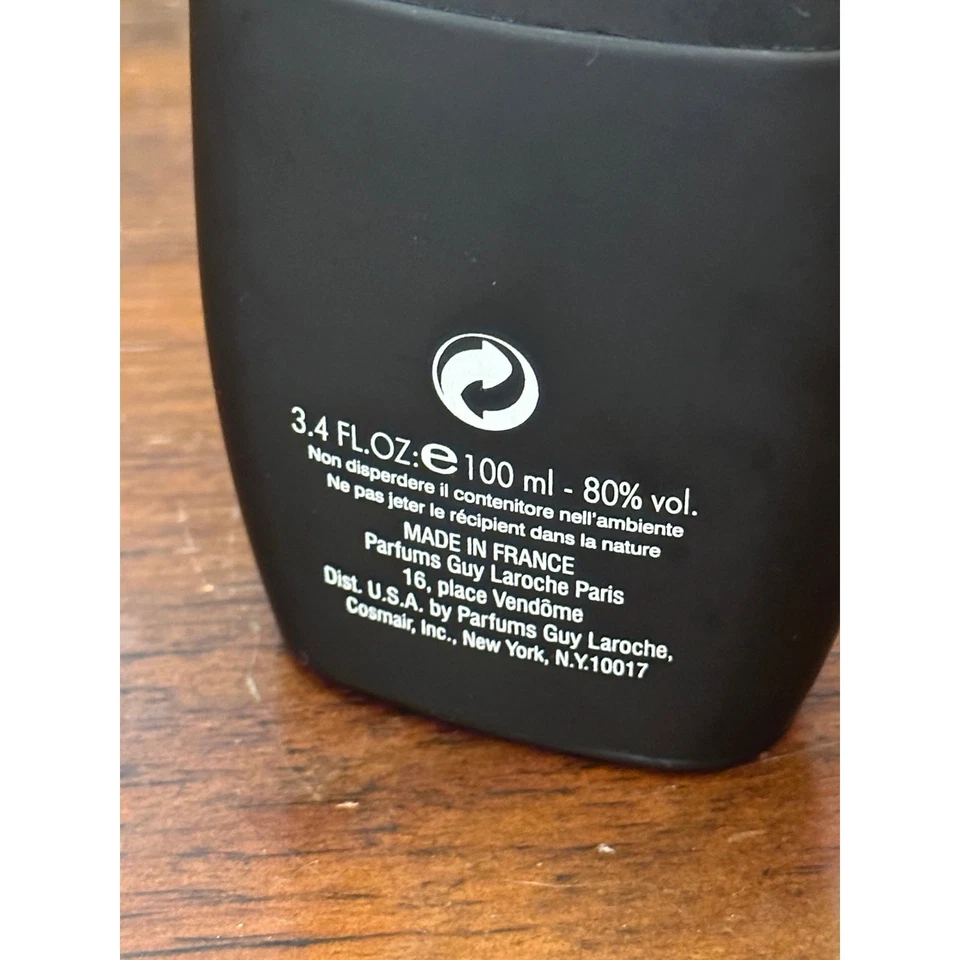 3.4 FL.OZ.:e 100 ml - 80% vol.
Non disperdere il contenitore nell'ambiente
Ne pas jeter le récipient dans la nature
MADE IN FRANCE
Parfums Guy Laroche Paris
16, place Vendôme
Dist. U.S.A. by Parfums Guy Laroche,
Cosmair, Inc., New York, N.Y.10017